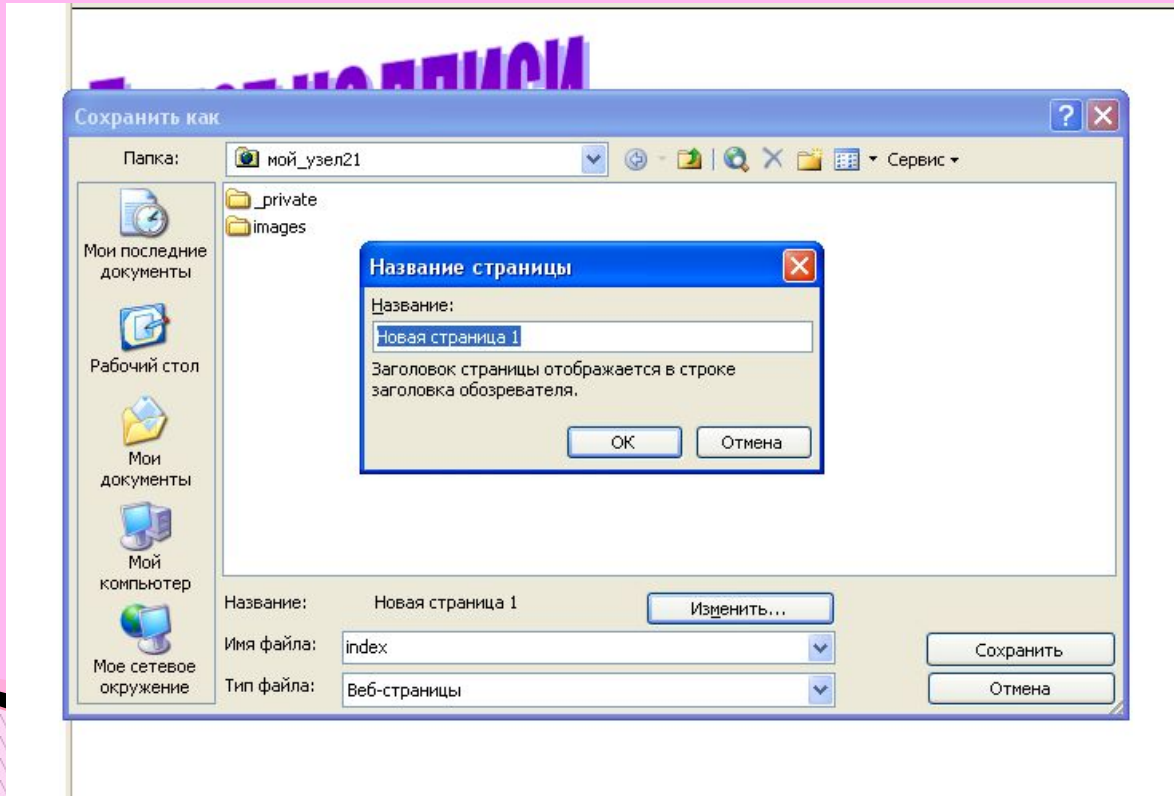 Сохранить как
Папка:
мой_узел21
Сервис
_private
images
Мои последние
документы
Рабочий стол
Мои
документы
Мой
компьютер
Мое сетевое
окружение
Название страницы
Название:
Новая страница 1
Заголовок страницы отображается в строке
заголовка обозревателя.
ОК
Отмена
Название:
Новая страница 1
Изменить...
Имя файла:
index
Сохранить
Тип файла:
Веб-страницы
Отмена